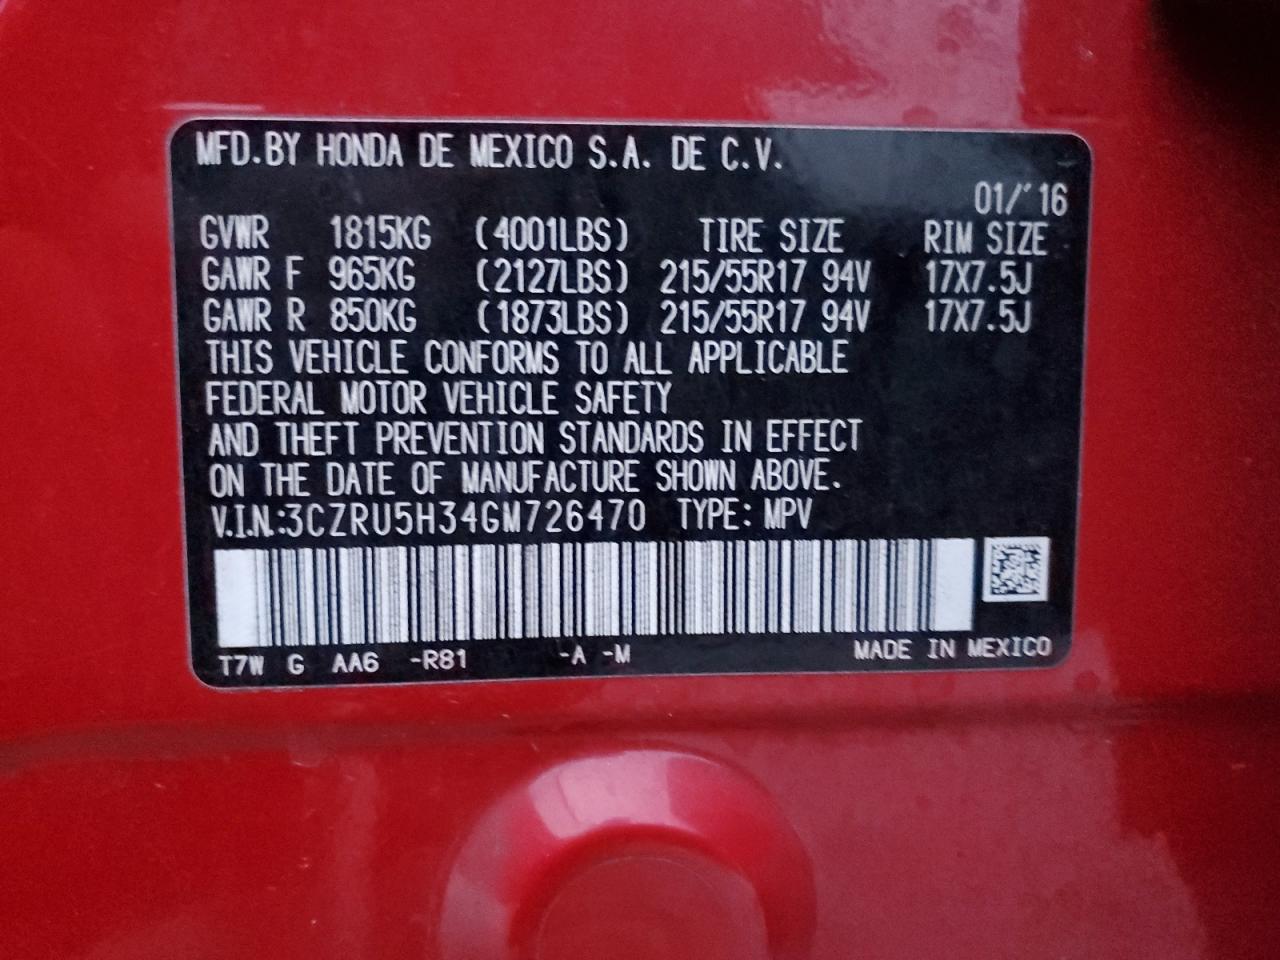 MFD.BY HONDA DE MEXICO S.A. DE C.V.
01/'16
GVWR 1815KG (4001LBS) TIRE SIZE RIM SIZE
GAWR F 965KG (2127LBS) 215/55R17 94V 17X7.5J
GAWR R 850KG (1873LBS) 215/55R17 94V 17X7.5J
THIS VEHICLE CONFORMS TO ALL APPLICABLE
FEDERAL MOTOR VEHICLE SAFETY
AND THEFT PREVENTION STANDARDS IN EFFECT
ON THE DATE OF MANUFACTURE SHOWN ABOVE.
V.I.N.:3CZRU5H34GM726470 TYPE: MPV
T7W G AA6 -R81 -A -M MADE IN MEXICO